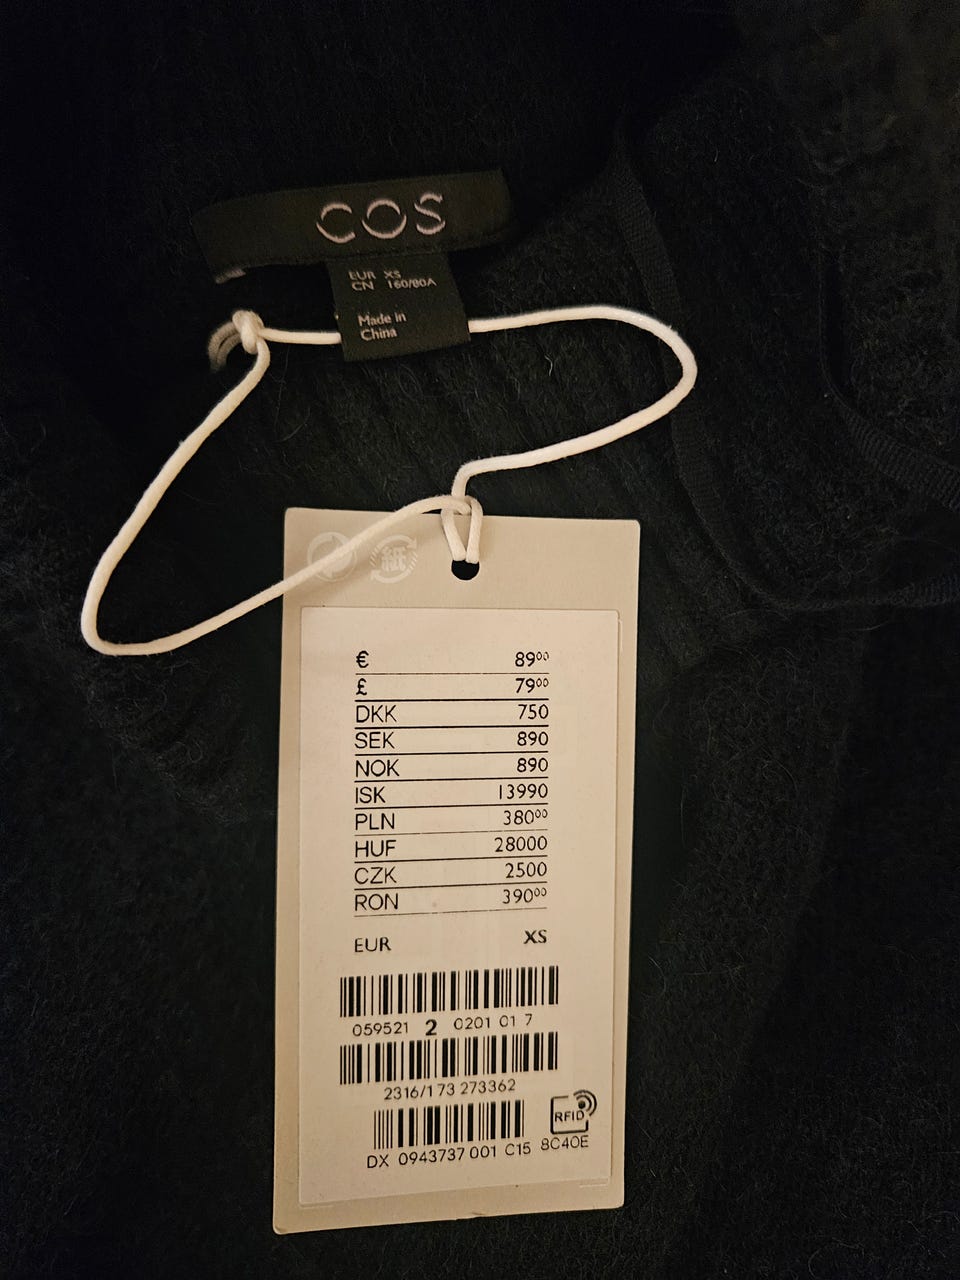 COS
EUR XS
CN 160/80A
Made in
China
紙
€ 89⁰⁰
£ 79⁰⁰
DKK 750
SEK 890
NOK 890
ISK 13990
PLN 380⁰⁰
HUF 28000
CZK 2500
RON 390⁰⁰
EUR XS
059521 2 0201 01 7
2316/173 273362
RFID
DX 0943737 001 C15 8C40E